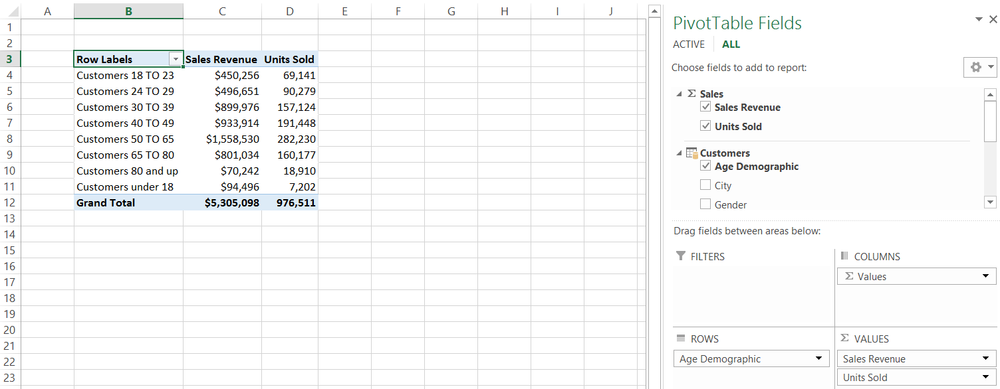 A B C D E F G H I J
1
2
3 Row Labels Sales Revenue Units Sold
4 Customers 18 TO 23 $450,256 69,141
5 Customers 24 TO 29 $496,651 90,279
6 Customers 30 TO 39 $899,976 157,124
7 Customers 40 TO 49 $933,914 191,448
8 Customers 50 TO 65 $1,558,530 282,230
9 Customers 65 TO 80 $801,034 160,177
10 Customers 80 and up $70,242 18,910
11 Customers under 18 $94,496 7,202
12 Grand Total $5,305,098 976,511
13
14
15
16
17
18
19
20
21
22
23
PivotTable Fields
ACTIVE ALL
Choose fields to add to report:
Σ Sales
Sales Revenue
Units Sold
Customers
Age Demographic
City
Gender
Drag fields between areas below:
FILTERS
COLUMNS
Σ Values
ROWS
Age Demographic
Σ VALUES
Sales Revenue
Units Sold